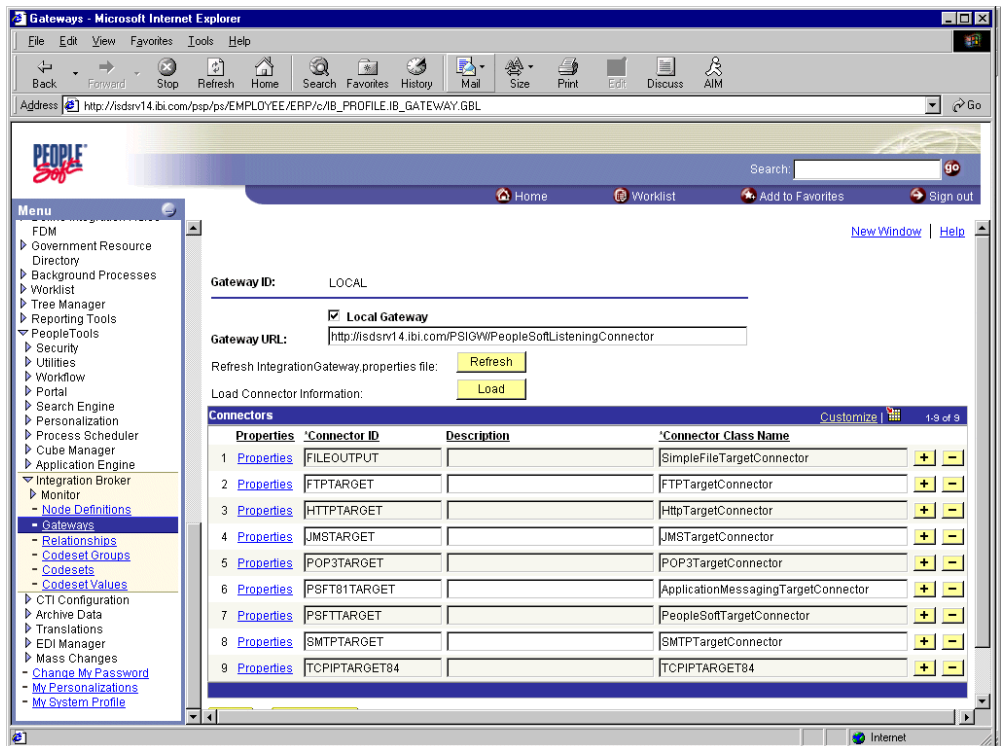 Gateways - Microsoft Internet Explorer
File Edit View Favorites Tools Help
Back Forward Stop Refresh Home Search Favorites History Mail Size Print Edit Discuss AIM
Address http://isdsrv14.ibi.com/psp/ps/EMPLOYEE/ERP/c/IB_PROFILE.IB_GATEWAY.GBL Go
PEOPLE Soft
Search: go
Home Worklist Add to Favorites Sign out
Menu
FDM
Government Resource
Directory
Background Processes
Worklist
Tree Manager
Reporting Tools
PeopleTools
Security
Utilities
Workflow
Portal
Search Engine
Personalization
Process Scheduler
Cube Manager
Application Engine
Integration Broker
Monitor
- Node Definitions
- Gateways
- Relationships
- Codeset Groups
- Codesets
- Codeset Values
CTI Configuration
Archive Data
Translations
EDI Manager
Mass Changes
- Change My Password
- My Personalizations
- My System Profile
New Window | Help
Gateway ID: LOCAL
Local Gateway
Gateway URL: http://isdsrv14.ibi.com/PSIGW/PeopleSoftListeningConnector
Refresh IntegrationGateway.properties file: Refresh
Load Connector Information: Load
Connectors Customize | 1-9 of 9
Properties *Connector ID Description *Connector Class Name
1 Properties FILEOUTPUT SimpleFileTargetConnector + -
2 Properties FTPTARGET FTPTargetConnector + -
3 Properties HTTPTARGET HttpTargetConnector + -
4 Properties JMSTARGET JMSTargetConnector + -
5 Properties POP3TARGET POP3TargetConnector + -
6 Properties PSFT81TARGET ApplicationMessagingTargetConnector + -
7 Properties PSFTTARGET PeopleSoftTargetConnector + -
8 Properties SMTPTARGET SMTPTargetConnector + -
9 Properties TCPIPTARGET84 TCPIPTARGET84 + -
Internet